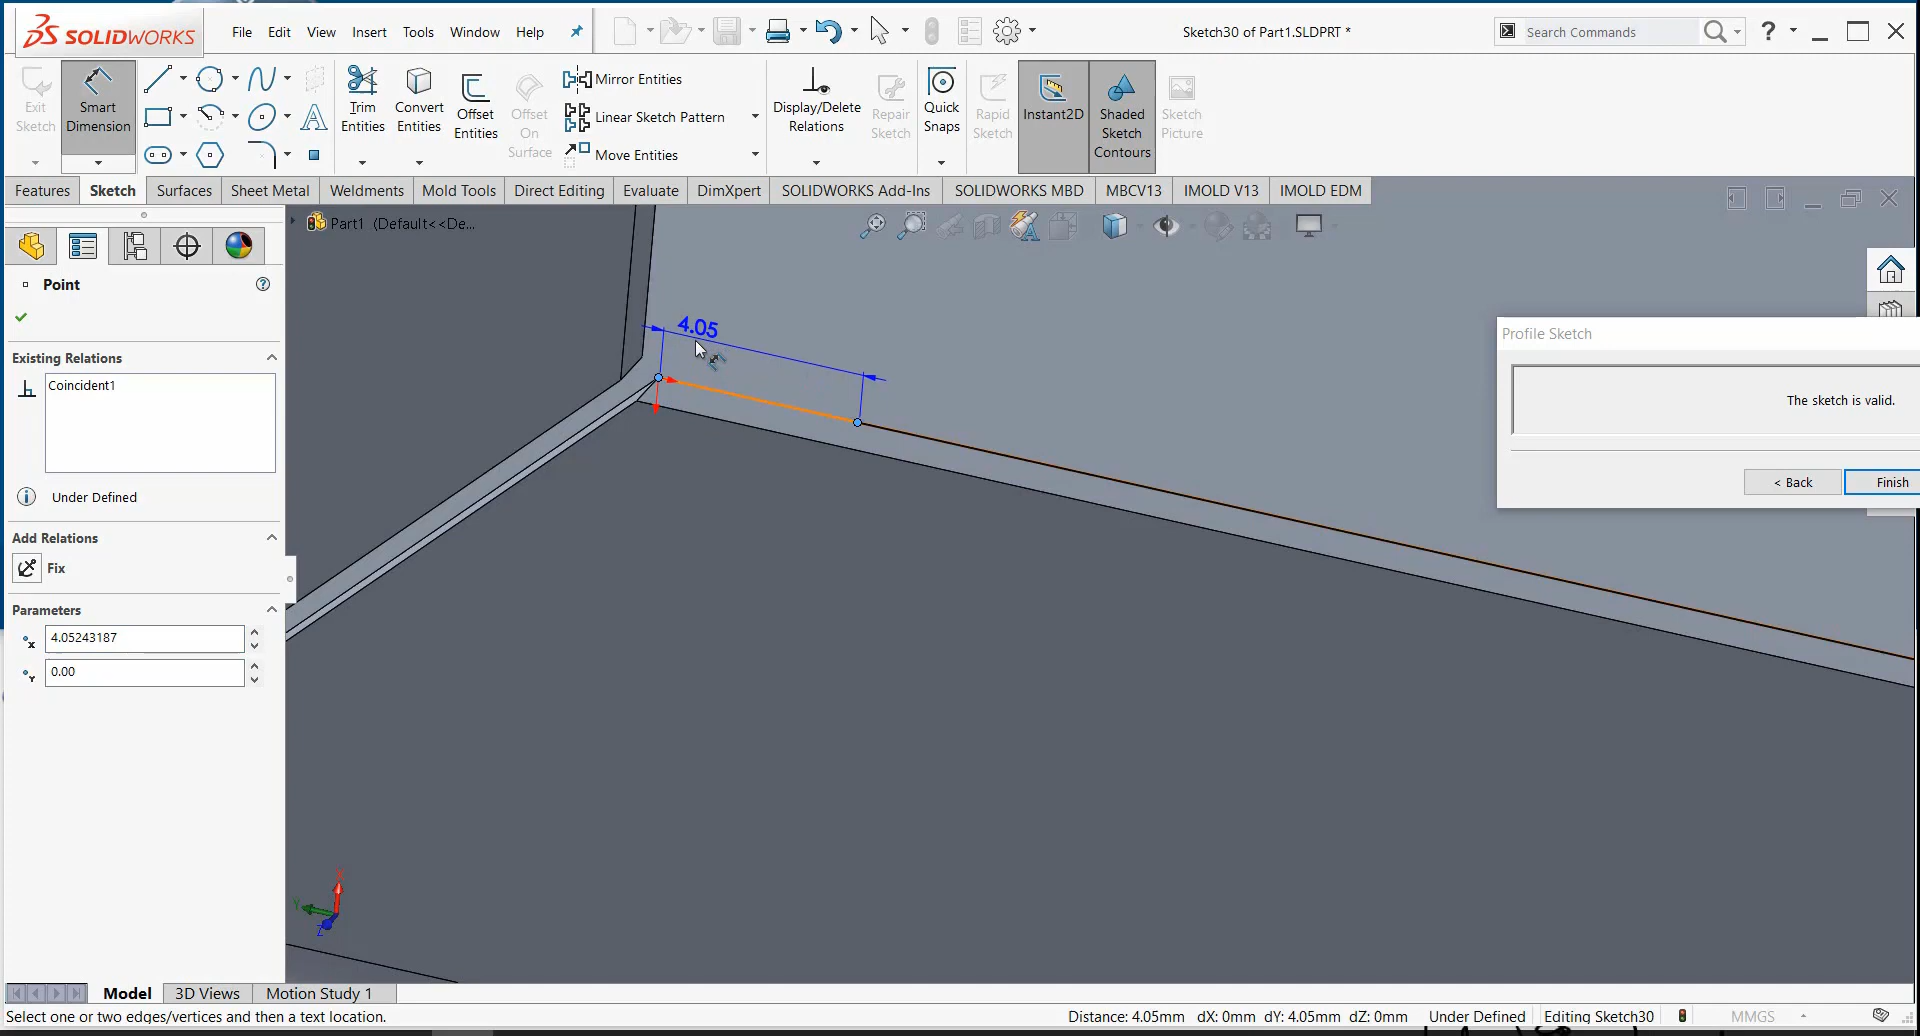 SOLIDWORKS
File Edit View Insert Tools Window Help
Sketch30 of Part1.SLDPRT *
Search Commands
?
Exit Sketch
Smart Dimension
Trim Entities
Convert Entities
Offset Entities
Offset On Surface
Mirror Entities
Linear Sketch Pattern
Move Entities
Display/Delete Relations
Repair Sketch
Quick Snaps
Rapid Sketch
Instant2D
Shaded Sketch Contours
Sketch Picture
Features Sketch Surfaces Sheet Metal Weldments Mold Tools Direct Editing Evaluate DimXpert SOLIDWORKS Add-Ins SOLIDWORKS MBD MBCV13 IMOLD V13 IMOLD EDM
Part1 (Default<<De...
Point
Existing Relations
Coincident1
Under Defined
Add Relations
Fix
Parameters
4.05243187
0.00
4.05
Profile Sketch
The sketch is valid.
< Back
Finish
X
Y
Z
Model 3D Views Motion Study 1
Select one or two edges/vertices and then a text location.
Distance: 4.05mm dX: 0mm dY: 4.05mm dZ: 0mm Under Defined Editing Sketch30 MMGS